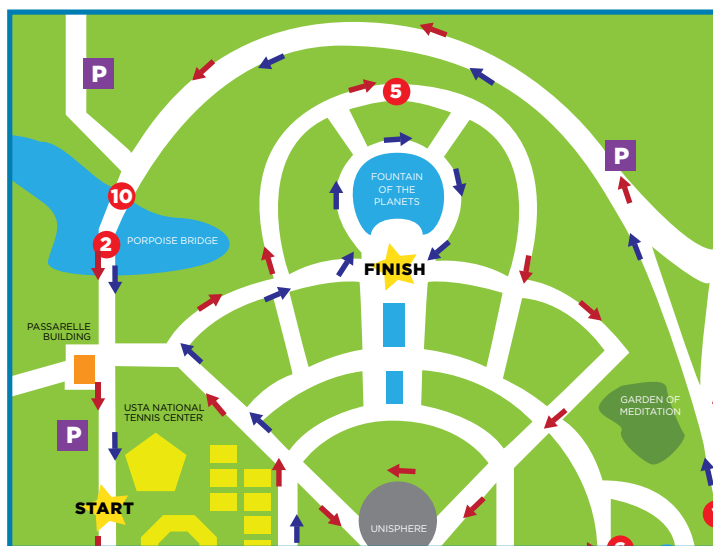 P
5
P
FOUNTAIN
OF THE
PLANETS
10
2
PORPOISE BRIDGE
FINISH
PASSARELLE
BUILDING
USTA NATIONAL
TENNIS CENTER
GARDEN OF
MEDITATION
P
START
UNISPHERE